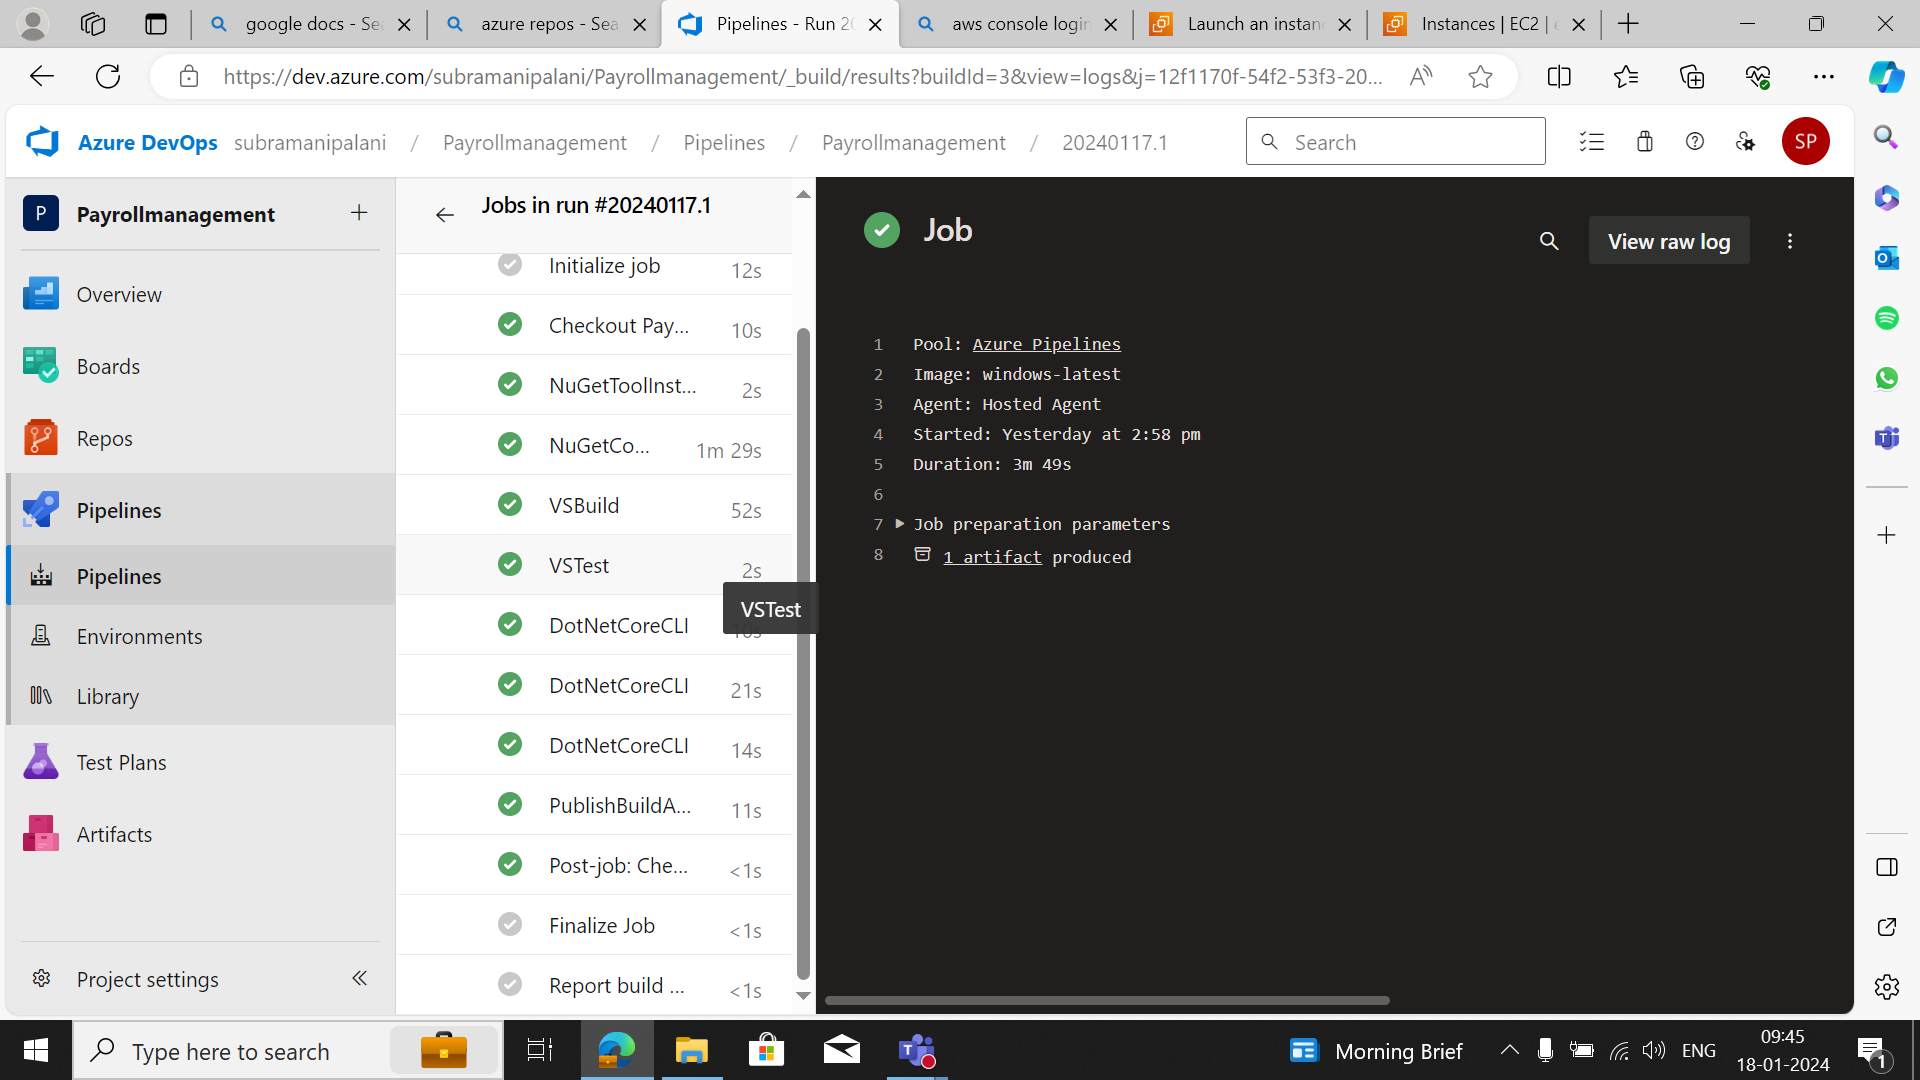 google docs - Se
azure repos - Sea
Pipelines - Run 20
aws console login
Launch an instan
Instances | EC2 | e
https://dev.azure.com/subramanipalani/Payrollmanagement/_build/results?buildId=3&view=logs&j=12f1170f-54f2-53f3-20...
Azure DevOps
subramanipalani / Payrollmanagement / Pipelines / Payrollmanagement / 20240117.1
Search
SP
P
Payrollmanagement
Overview
Boards
Repos
Pipelines
Pipelines
Environments
Library
Test Plans
Artifacts
Project settings
Jobs in run #20240117.1
Initialize job 12s
Checkout Pay... 10s
NuGetToolInst... 2s
NuGetCo... 1m 29s
VSBuild 52s
VSTest 2s
VSTest
DotNetCoreCLI
DotNetCoreCLI 21s
DotNetCoreCLI 14s
PublishBuildA... 11s
Post-job: Che... <1s
Finalize Job <1s
Report build ... <1s
Job
View raw log
1 Pool: Azure Pipelines
2 Image: windows-latest
3 Agent: Hosted Agent
4 Started: Yesterday at 2:58 pm
5 Duration: 3m 49s
6
7 Job preparation parameters
8 1 artifact produced
Type here to search
Morning Brief
ENG
09:45
18-01-2024
1